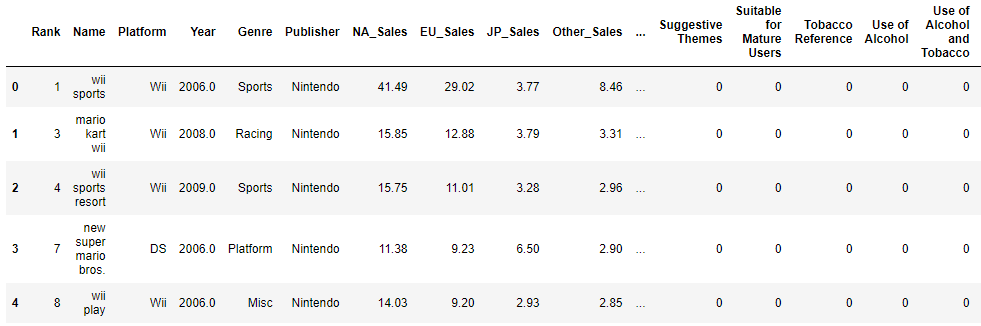 Rank Name Platform Year Genre Publisher NA_Sales EU_Sales JP_Sales Other_Sales ... Suggestive Themes Suitable for Mature Users Tobacco Reference Use of Alcohol Use of Alcohol and Tobacco
0 1 wii sports Wii 2006.0 Sports Nintendo 41.49 29.02 3.77 8.46 ... 0 0 0 0 0
1 3 mario kart wii Wii 2008.0 Racing Nintendo 15.85 12.88 3.79 3.31 ... 0 0 0 0 0
2 4 wii sports resort Wii 2009.0 Sports Nintendo 15.75 11.01 3.28 2.96 ... 0 0 0 0 0
3 7 new super mario bros. DS 2006.0 Platform Nintendo 11.38 9.23 6.50 2.90 ... 0 0 0 0 0
4 8 wii play Wii 2006.0 Misc Nintendo 14.03 9.20 2.93 2.85 ... 0 0 0 0 0